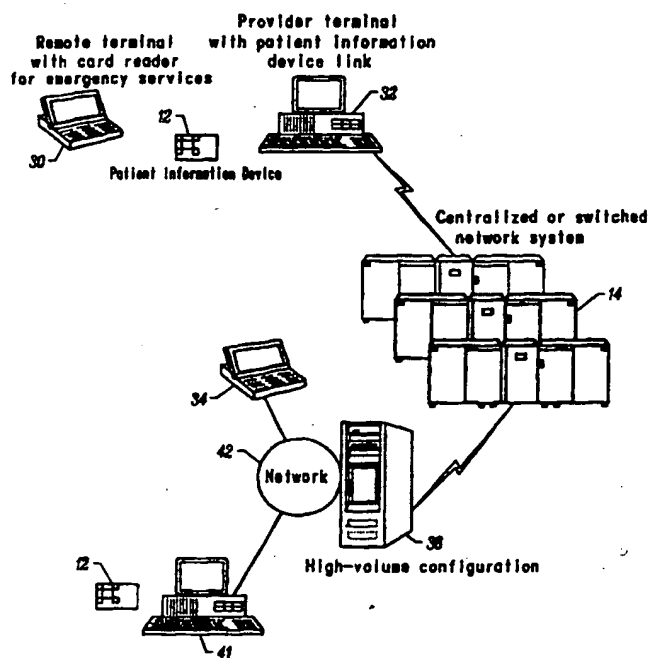 Provider terminal
with patient information
device link
Remote terminal
with card reader
for emergency services
32
12
30
Patient Information Device
Centralized or switched
network system
14
34
42
Network
38
High-volume configuration
12
41